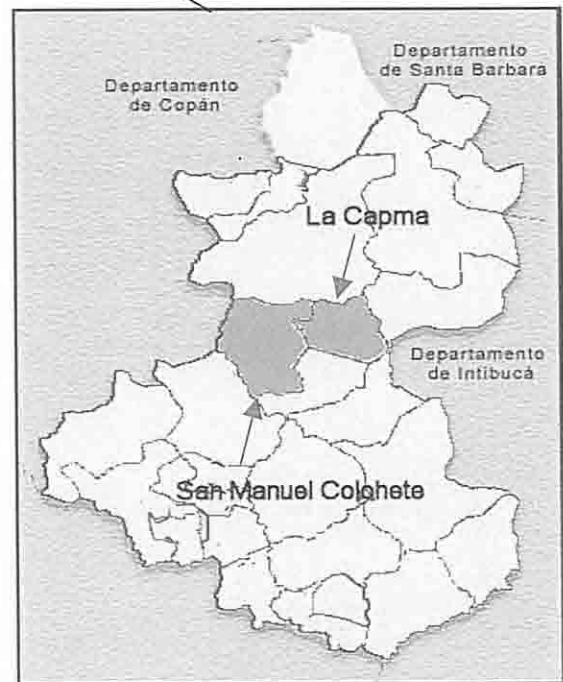 Departamento
de Santa Barbara
Departamento
de Copán
La Capma
Departamento
de Intibucá
San Manuel Colohete